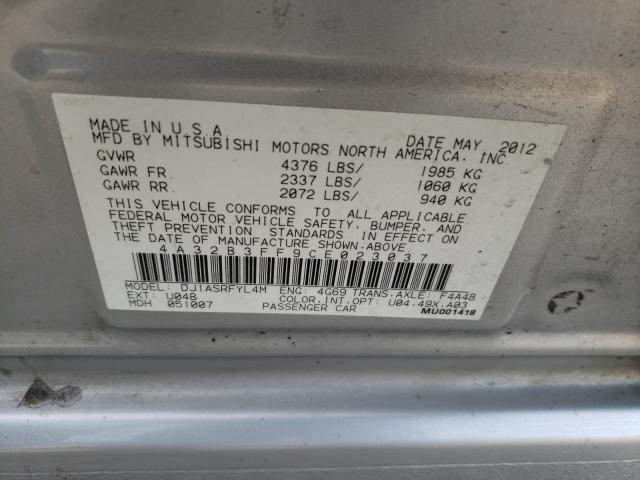 MADE IN U.S.A
MFD BY MITSUBISHI MOTORS NORTH AMERICA, INC
DATE MAY, 2012
GVWR 4376 LBS/ 1985 KG
GAWR FR. 2337 LBS/ 1060 KG
GAWR RR. 2072 LBS/ 940 KG
THIS VEHICLE CONFORMS TO ALL APPLICABLE
FEDERAL MOTOR VEHICLE SAFETY, BUMPER, AND
THEFT PREVENTION STANDARDS IN EFFECT ON
THE DATE OF MANUFACTURE SHOWN ABOVE.
4A32B3FF9CE023037
MODEL: DJ1ASRFYL4M ENG: 4G69 TRANS.AXLE: F4A4B
EXT: U04B COLOR.INT.OPT: U04.49X.A03
MDH 051007 PASSENGER CAR MU001418